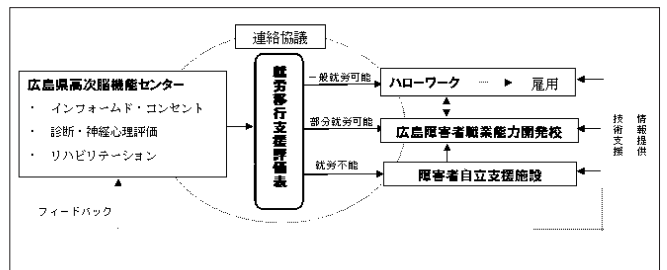 連絡協議
広島県高次脳機能センター
・ インフォームド・コンセント
・ 診断・神経心理評価
・ リハビリテーション
フィードバック
就労移行支援評価表
一般就労可能
部分就労可能
就労不能
ハローワーク
雇用
広島障害者職業能力開発校
障害者自立支援施設
情報提供
技術支援